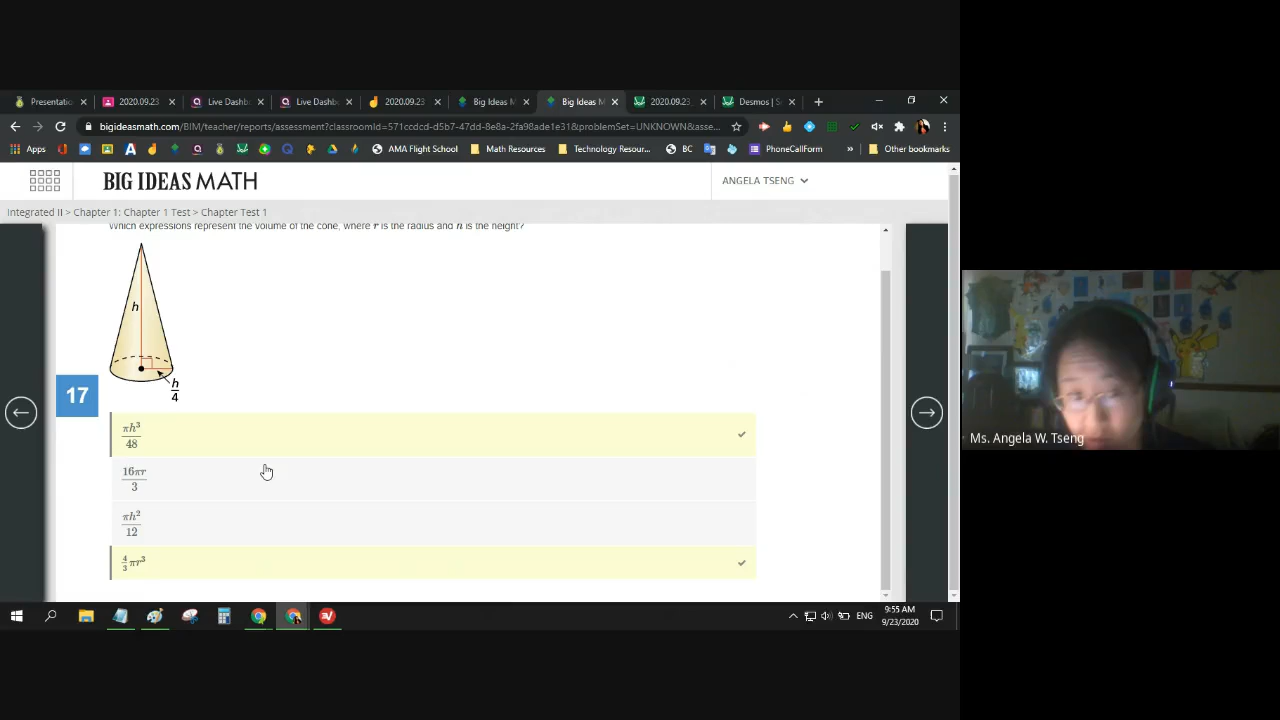 Presentatio
2020.09.23
Live Dashb
Live Dashb
2020.09.23
Big Ideas M
Big Ideas M
2020.09.23
Desmos | S
bigideasmath.com/BIM/teacher/reports/assessment?classroomId=571ccdcd-d5b7-47dd-8e8a-2fa98ade1e31&problemSet=UNKNOWN&asse...
Apps
AMA Flight School
Math Resources
Technology Resour...
BC
PhoneCallForm
»
Other bookmarks
BIG IDEAS MATH
ANGELA TSENG
Integrated II > Chapter 1: Chapter 1 Test > Chapter Test 1
Which expressions represent the volume of the cone, where r is the radius and h is the height?
h
h/4
17
πh³/48
16πr/3
πh²/12
4/3 πr³
Ms. Angela W. Tseng
ENG
9:55 AM
9/23/2020